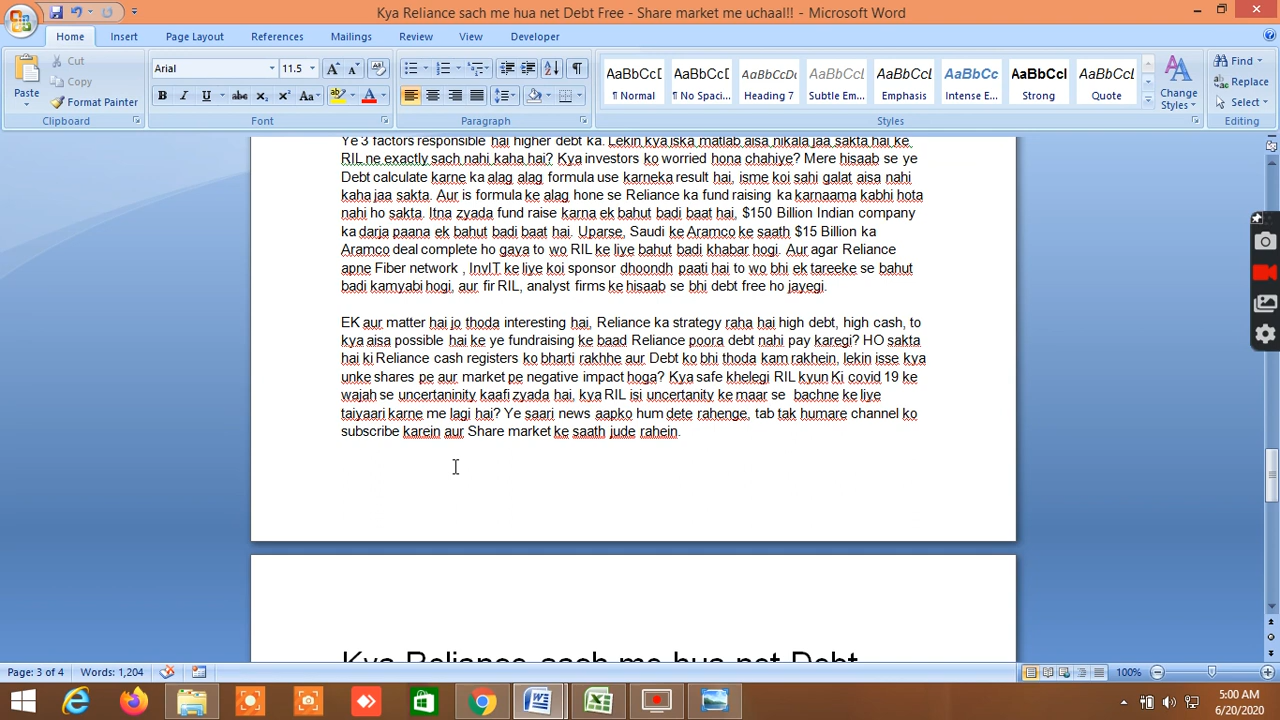 Kya Reliance sach me hua net Debt Free - Share market me uchaal!! - Microsoft Word
Home Insert Page Layout References Mailings Review View Developer
Paste
Cut
Copy
Format Painter
Arial 11.5
AaBbCcD AaBbCcD AaBbCcDc AaBbCcL AaBbCcL AaBbCc AaBbCcl AaBbCcL
¶ Normal ¶ No Spaci... Heading 7 Subtle Em... Emphasis Intense E... Strong Quote
Change Styles
Find
Replace
Select
Clipboard Font Paragraph Styles Editing
Ye 3 factors responsible hai higher debt ka. Lekin kya iska matlab aisa nikala jaa sakta hai ke
RIL ne exactly sach nahi kaha hai? Kya investors ko worried hona chahiye? Mere hisaab se ye
Debt calculate karne ka alag alag formula use karneka result hai, isme koi sahi galat aisa nahi
kaha jaa sakta. Aur is formula ke alag hone se Reliance ka fund raising ka karnaama kabhi hota
nahi ho sakta. Itna zyada fund raise karna ek bahut badi baat hai, $150 Billion Indian company
ka darja paana ek bahut badi baat hai. Uparse, Saudi ke Aramco ke saath $15 Billion ka
Aramco deal complete ho gaya to wo RIL ke liye bahut badi khabar hogi. Aur agar Reliance
apne Fiber network , InvIT ke liye koi sponsor dhoondh paati hai to wo bhi ek tareeke se bahut
badi kamyabi hogi, aur fir RIL, analyst firms ke hisaab se bhi debt free ho jayegi.
EK aur matter hai jo thoda interesting hai, Reliance ka strategy raha hai high debt, high cash, to
kya aisa possible hai ke ye fundraising ke baad Reliance poora debt nahi pay karegi? HO sakta
hai ki Reliance cash registers ko bharti rakhhe aur Debt ko bhi thoda kam rakhein, lekin isse kya
unke shares pe aur market pe negative impact hoga? Kya safe khelegi RIL kyun Ki covid 19 ke
wajah se uncertaninity kaafi zyada hai, kya RIL isi uncertanity ke maar se bachne ke liye
taiyaari karne me lagi hai? Ye saari news aapko hum dete rahenge, tab tak humare channel ko
subscribe karein aur Share market ke saath jude rahein.
Kya Reliance sach me hua net Debt
Page: 3 of 4 Words: 1,204 100%
5:00 AM
6/20/2020